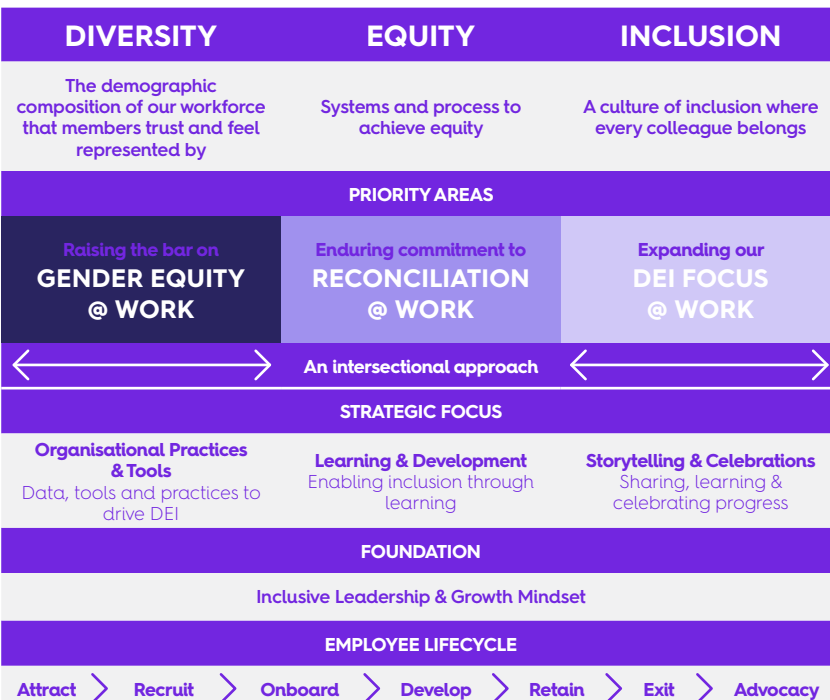 DIVERSITY
EQUITY
INCLUSION
The demographic
composition of our workforce
that members trust and feel
represented by
Systems and process to
achieve equity
A culture of inclusion where
every colleague belongs
PRIORITY AREAS
Raising the bar on
GENDER EQUITY
@ WORK
Enduring commitment to
RECONCILIATION
@ WORK
Expanding our
DEI FOCUS
@ WORK
An intersectional approach
STRATEGIC FOCUS
Organisational Practices
& Tools
Data, tools and practices to
drive DEI
Learning & Development
Enabling inclusion through
learning
Storytelling & Celebrations
Sharing, learning &
celebrating progress
FOUNDATION
Inclusive Leadership & Growth Mindset
EMPLOYEE LIFECYCLE
Attract Recruit Onboard Develop Retain Exit Advocacy